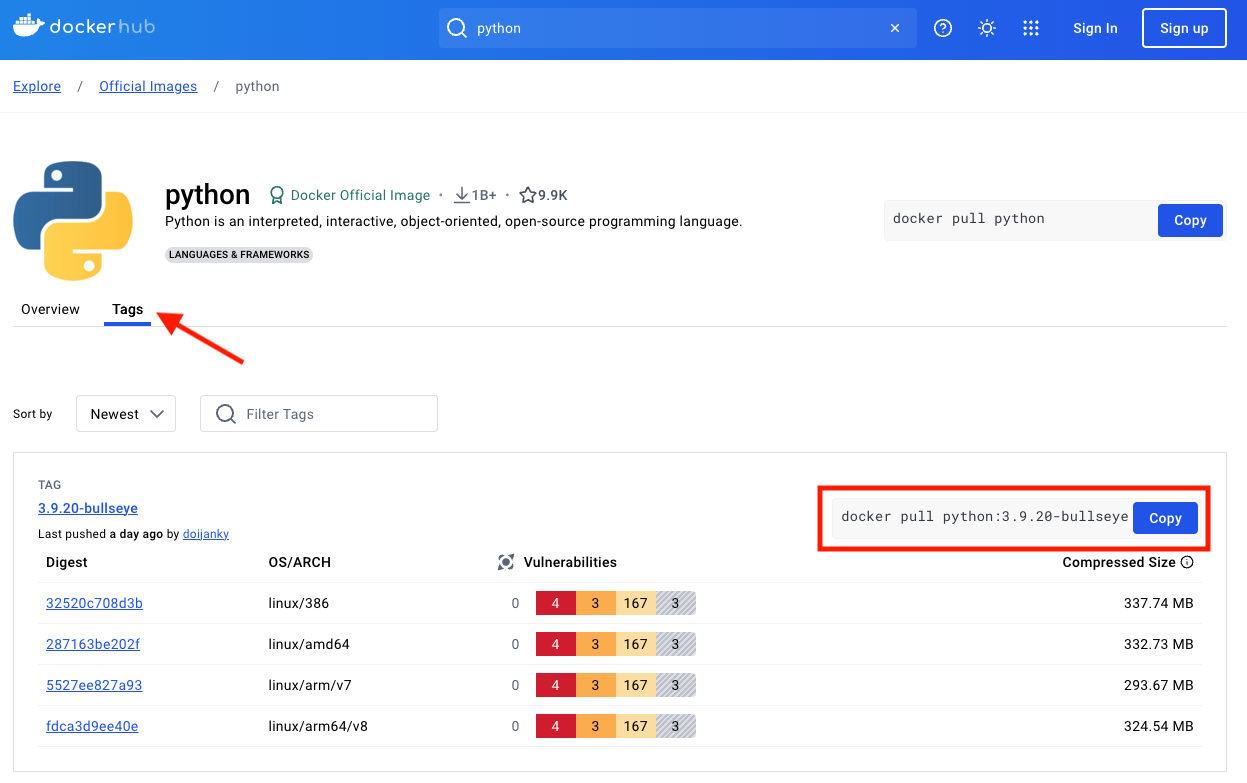 dockerhub
python
Sign In
Sign up
Explore / Official Images / python
python Docker Official Image · 1B+ · 9.9K
Python is an interpreted, interactive, object-oriented, open-source programming language.
LANGUAGES & FRAMEWORKS
docker pull python
Copy
Overview
Tags
Sort by
Newest
Filter Tags
TAG
3.9.20-bullseye
Last pushed a day ago by doijanky
docker pull python:3.9.20-bullseye
Copy
Digest OS/ARCH Vulnerabilities Compressed Size
32520c708d3b linux/386 0 4 3 167 3 337.74 MB
287163be202f linux/amd64 0 4 3 167 3 332.73 MB
5527ee827a93 linux/arm/v7 0 4 3 167 3 293.67 MB
fdca3d9ee40e linux/arm64/v8 0 4 3 167 3 324.54 MB